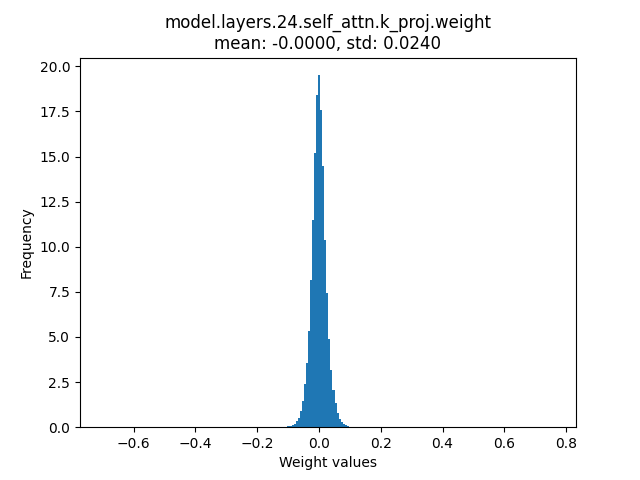 model.layers.24.self_attn.k_proj.weight
mean: -0.0000, std: 0.0240
20.0
17.5
15.0
12.5
10.0
7.5
5.0
2.5
0.0
Frequency
−0.6 −0.4 −0.2 0.0 0.2 0.4 0.6 0.8
Weight values